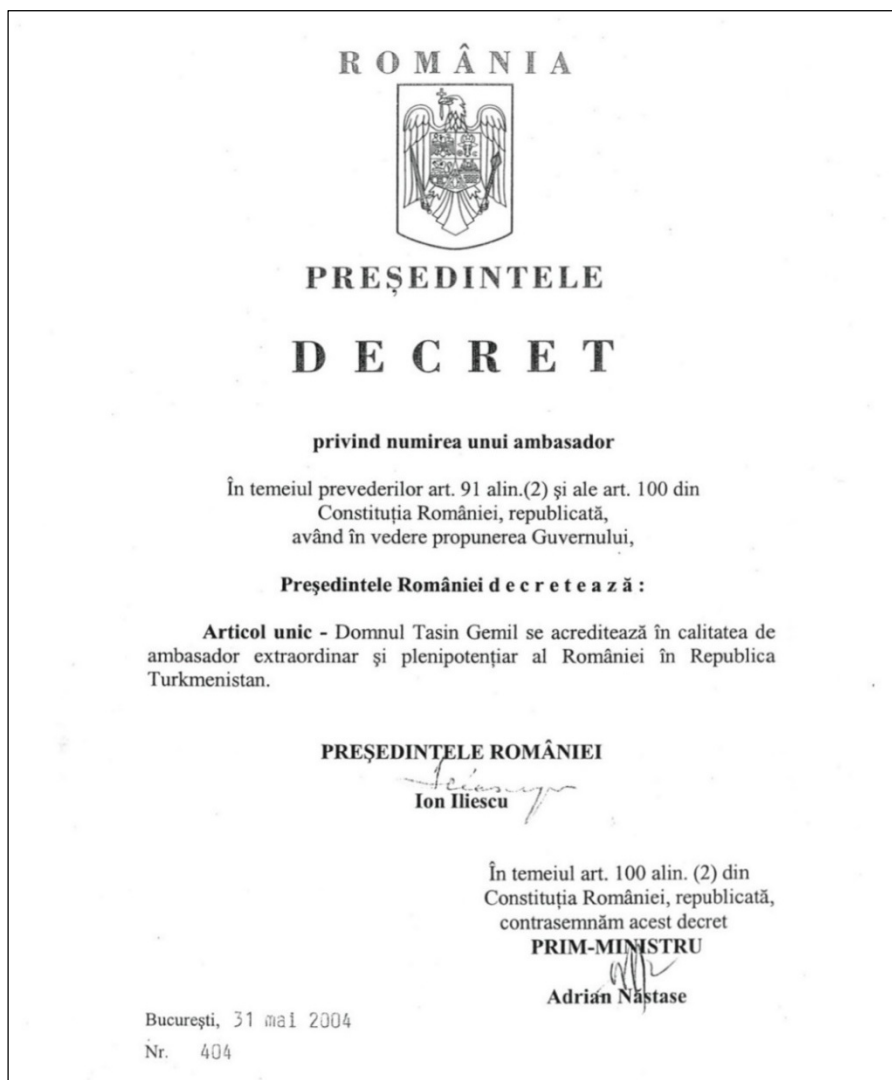 ROMÂNIA
PREŞEDINTELE
DECRET
privind numirea unui ambasador
În temeiul prevederilor art. 91 alin.(2) şi ale art. 100 din
Constituţia României, republicată,
având în vedere propunerea Guvernului,
Preşedintele României d e c r e t e a z ă :
Articol unic - Domnul Tasin Gemil se acreditează în calitatea de
ambasador extraordinar şi plenipotenţiar al României în Republica
Turkmenistan.
PREŞEDINTELE ROMÂNIEI
Ion Iliescu
În temeiul art. 100 alin. (2) din
Constituţia României, republicată,
contrasemnăm acest decret
PRIM-MINISTRU
Adrian Năstase
Bucureşti, 31 mai 2004
Nr. 404